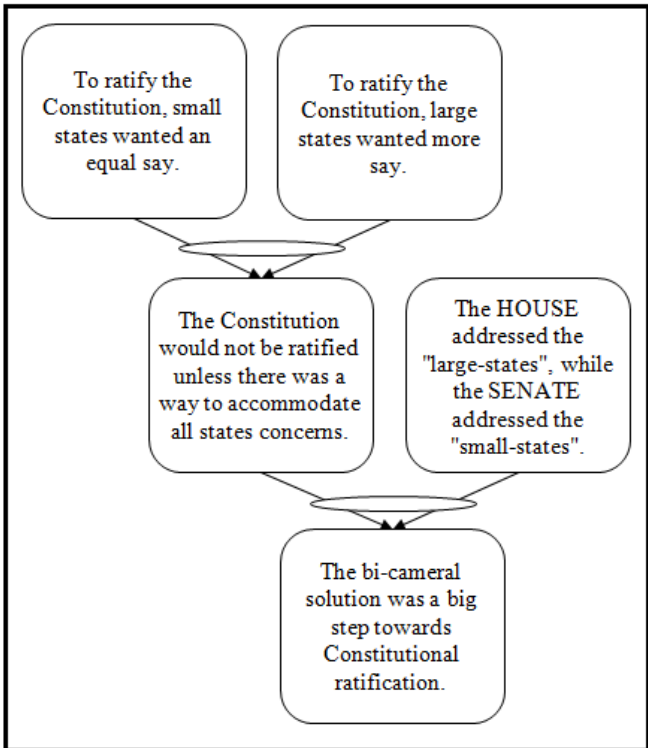 To ratify the
Constitution, small
states wanted an
equal say.
To ratify the
Constitution, large
states wanted more
say.
The Constitution
would not be ratified
unless there was a
way to accommodate
all states concerns.
The HOUSE
addressed the
"large-states", while
the SENATE
addressed the
"small-states".
The bi-cameral
solution was a big
step towards
Constitutional
ratification.